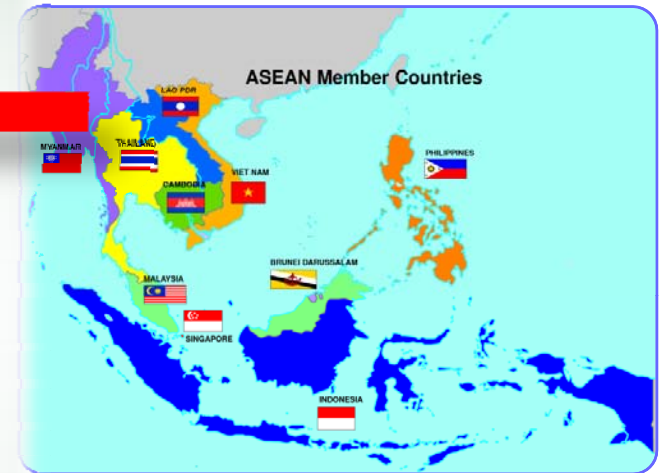 ASEAN Member Countries
LAO PDR
MYANMAR
THAILAND
PHILIPPINES
VIET NAM
CAMBODIA
BRUNEI DARUSSALAM
MALAYSIA
SINGAPORE
INDONESIA